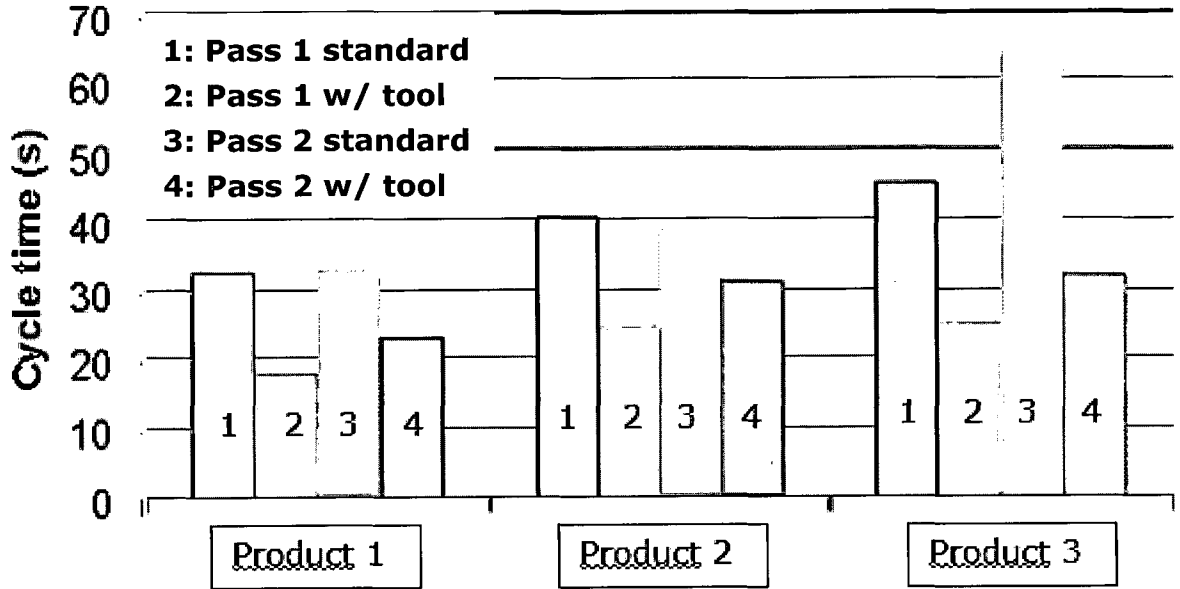 70
60
50
40
30
20
10
0
Cycle time (s)
1: Pass 1 standard
2: Pass 1 w/ tool
3: Pass 2 standard
4: Pass 2 w/ tool
1 2 3 4
1 2 3 4
1 2 3 4
Product 1
Product 2
Product 3